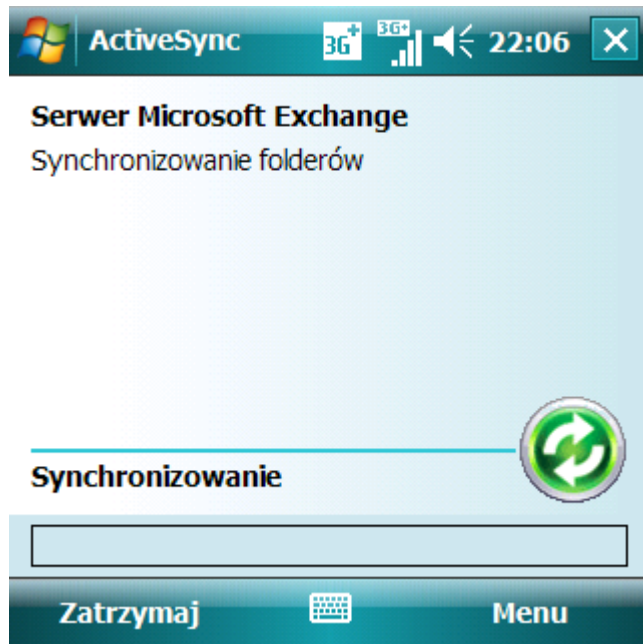 ActiveSync 3G+ 3G+ 22:06
Serwer Microsoft Exchange
Synchronizowanie folderów
Synchronizowanie
Zatrzymaj Menu